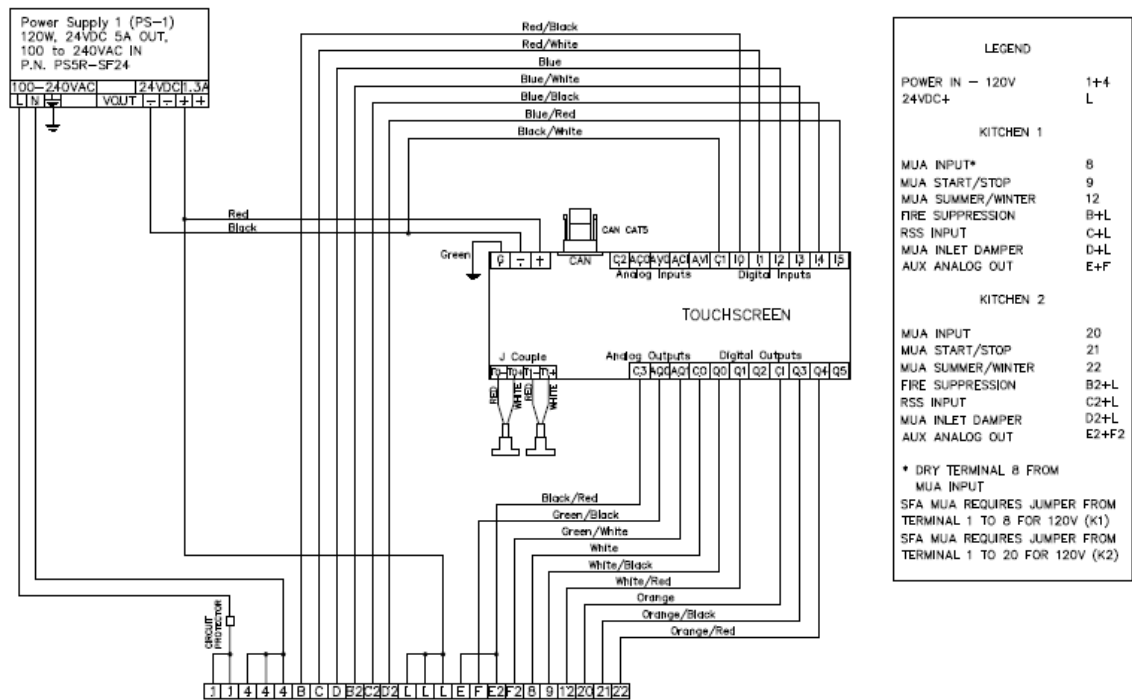 Power Supply 1 (PS-1)
120W, 24VDC 5A OUT,
100 to 240VAC IN
P.N. PS5R-SF24
100-240VAC 24VDC 1.3A
L N VOUT - - + +
Red/Black
Red/White
Blue
Blue/White
Blue/Black
Blue/Red
Black/White
Red
Black
Green
CAN CAT5
G - + CAN C2 AC0 AV0 AC1 AV1 C1 I0 I1 I2 I3 I4 I5
Analog Inputs Digital Inputs
TOUCHSCREEN
J Couple Analog Outputs Digital Outputs
T0- T0+ T1- T1+ C3 AQ0 AQ1 C0 Q0 Q1 Q2 C1 Q3 Q4 Q5
RED WHITE RED WHITE
Black/Red
Green/Black
Green/White
White
White/Black
White/Red
Orange
Orange/Black
Orange/Red
CIRCUIT
PROTECTOR
1 1 4 4 4 B C D B2 C2 D2 L L L E F E2 F2 8 9 12 20 21 22
LEGEND
POWER IN - 120V 1+4
24VDC+ L
KITCHEN 1
MUA INPUT* 8
MUA START/STOP 9
MUA SUMMER/WINTER 12
FIRE SUPPRESSION B+L
RSS INPUT C+L
MUA INLET DAMPER D+L
AUX ANALOG OUT E+F
KITCHEN 2
MUA INPUT 20
MUA START/STOP 21
MUA SUMMER/WINTER 22
FIRE SUPPRESSION B2+L
RSS INPUT C2+L
MUA INLET DAMPER D2+L
AUX ANALOG OUT E2+F2
* DRY TERMINAL 8 FROM
MUA INPUT
SFA MUA REQUIRES JUMPER FROM
TERMINAL 1 TO 8 FOR 120V (K1)
SFA MUA REQUIRES JUMPER FROM
TERMINAL 1 TO 20 FOR 120V (K2)